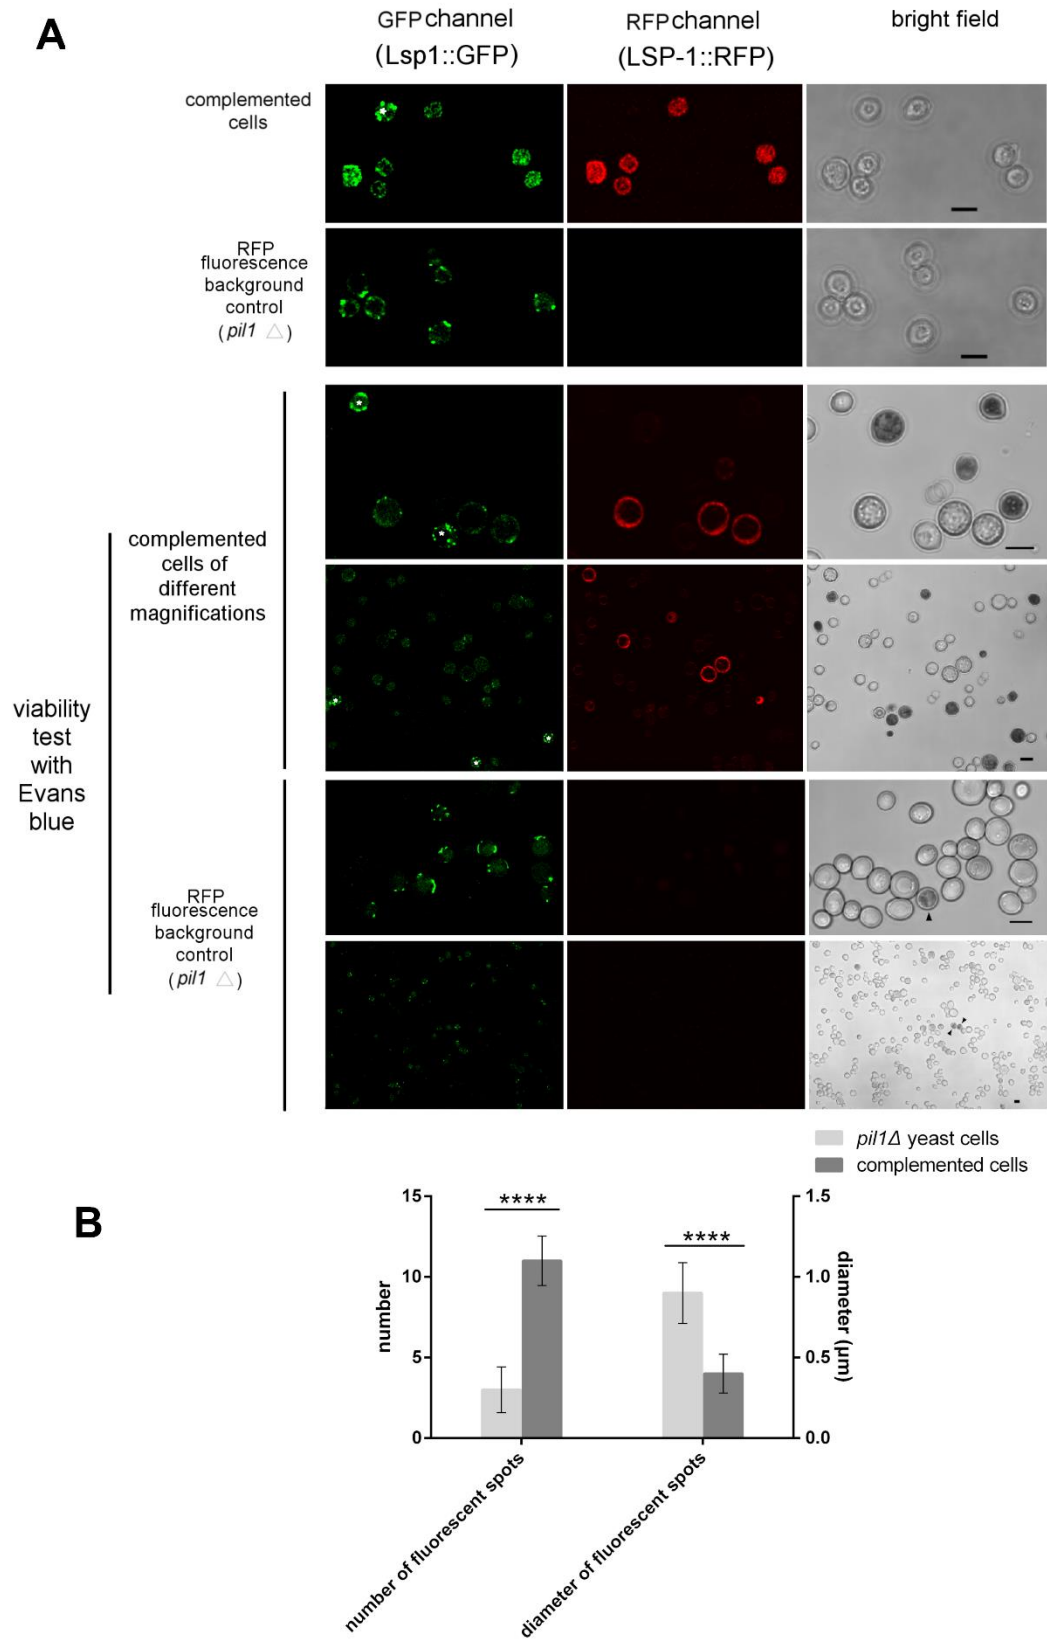 A
GFP channel
(Lsp1::GFP)
RFP channel
(LSP-1::RFP)
bright field
complemented
cells
RFP
fluorescence
background
control
(pil1 △)
viability
test
with
Evans
blue
complemented
cells of
different
magnifications
RFP
fluorescence
background
control
(pil1 △)
B
pil1Δ yeast cells
complemented cells
number
15
10
5
0
****
****
1.5
1.0
0.5
0.0
diameter (μm)
number of fluorescent spots
diameter of fluorescent spots